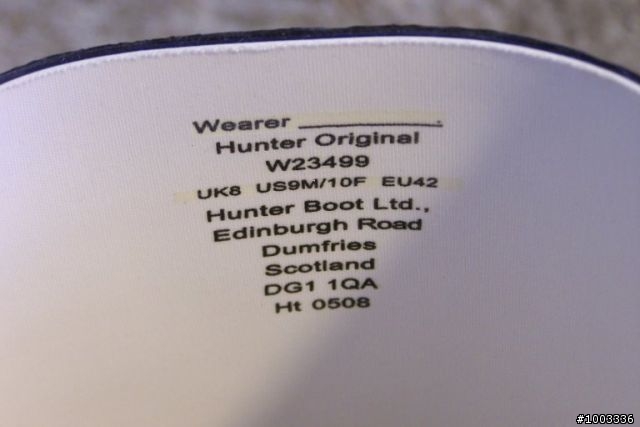 Wearer ____________.
Hunter Original
W23499
UK8 US9M/10F EU42
Hunter Boot Ltd.,
Edinburgh Road
Dumfries
Scotland
DG1 1QA
Ht 0508
#1003336